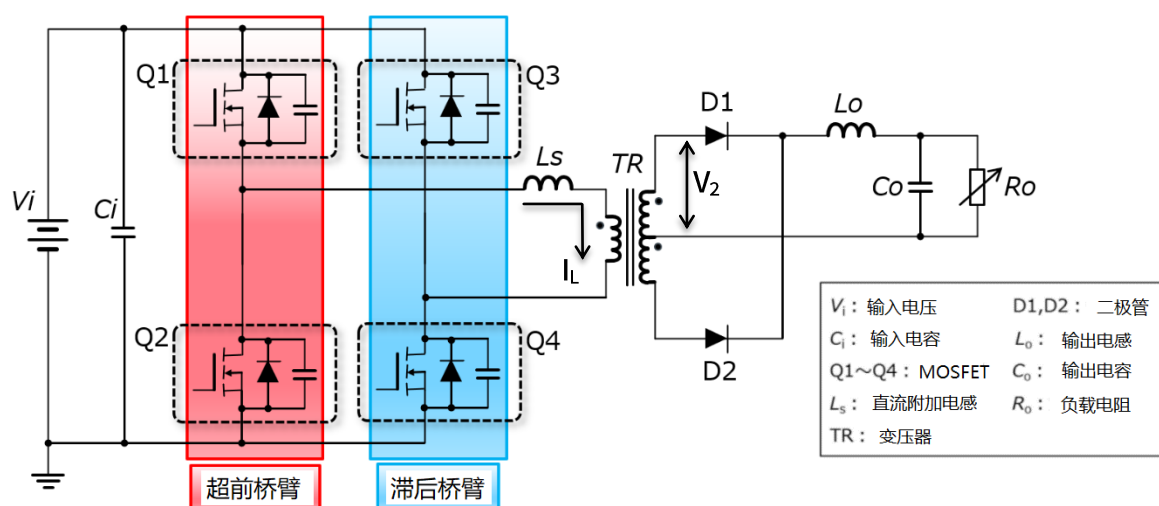 Q1
Q3
D1
Lo
Ls
TR
V2
Vi
Ci
Co
Ro
IL
Q2
Q4
D2
Vi： 输入电压
D1,D2： 二极管
Ci： 输入电容
Lo： 输出电感
Q1～Q4：MOSFET
Co： 输出电容
Ls： 直流附加电感
Ro： 负载电阻
TR： 变压器
超前桥臂
滞后桥臂